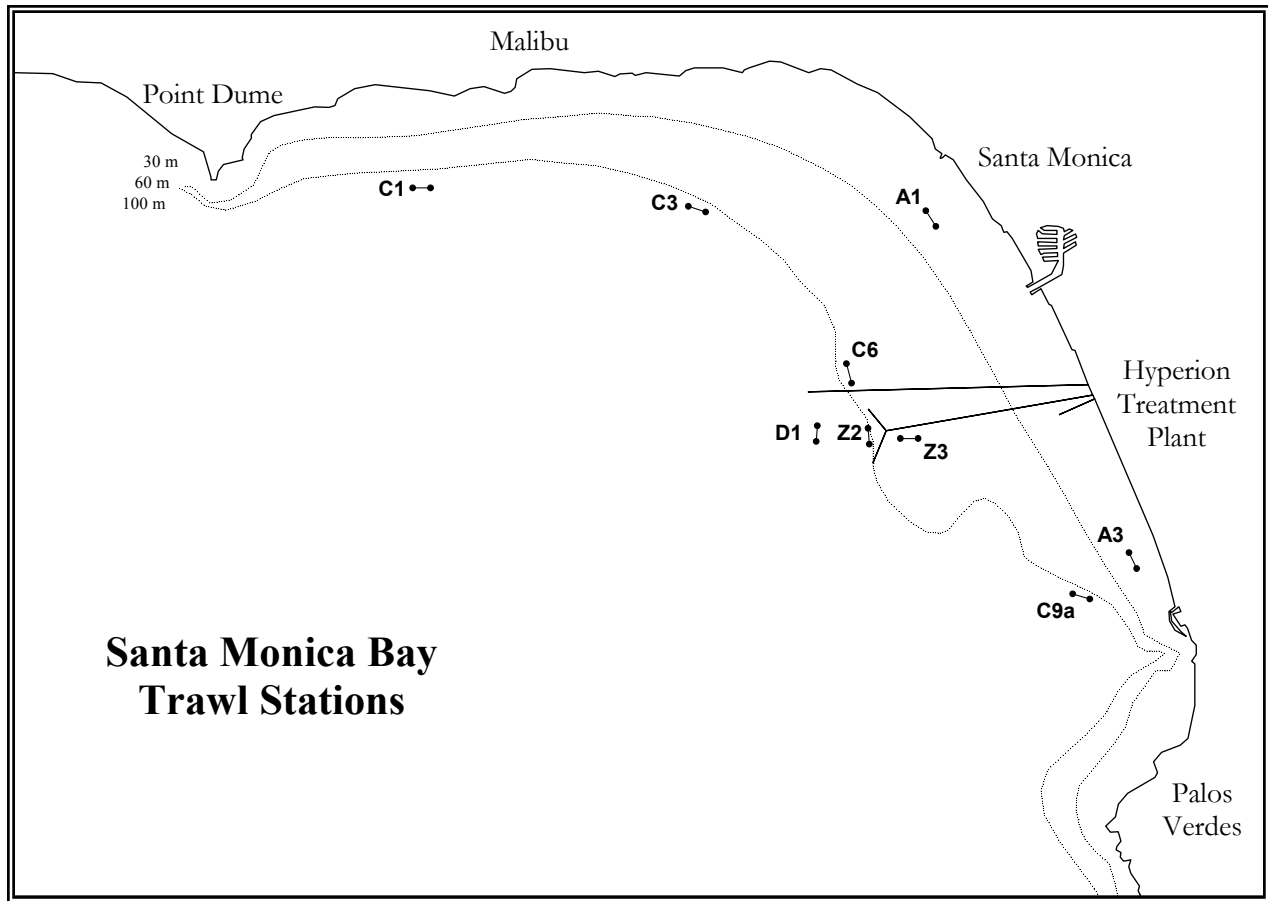 Malibu
Point Dume
30 m
60 m
100 m
Santa Monica
C1
C3
A1
C6
Hyperion
Treatment
Plant
D1
Z2
Z3
A3
C9a
Santa Monica Bay
Trawl Stations
Palos
Verdes